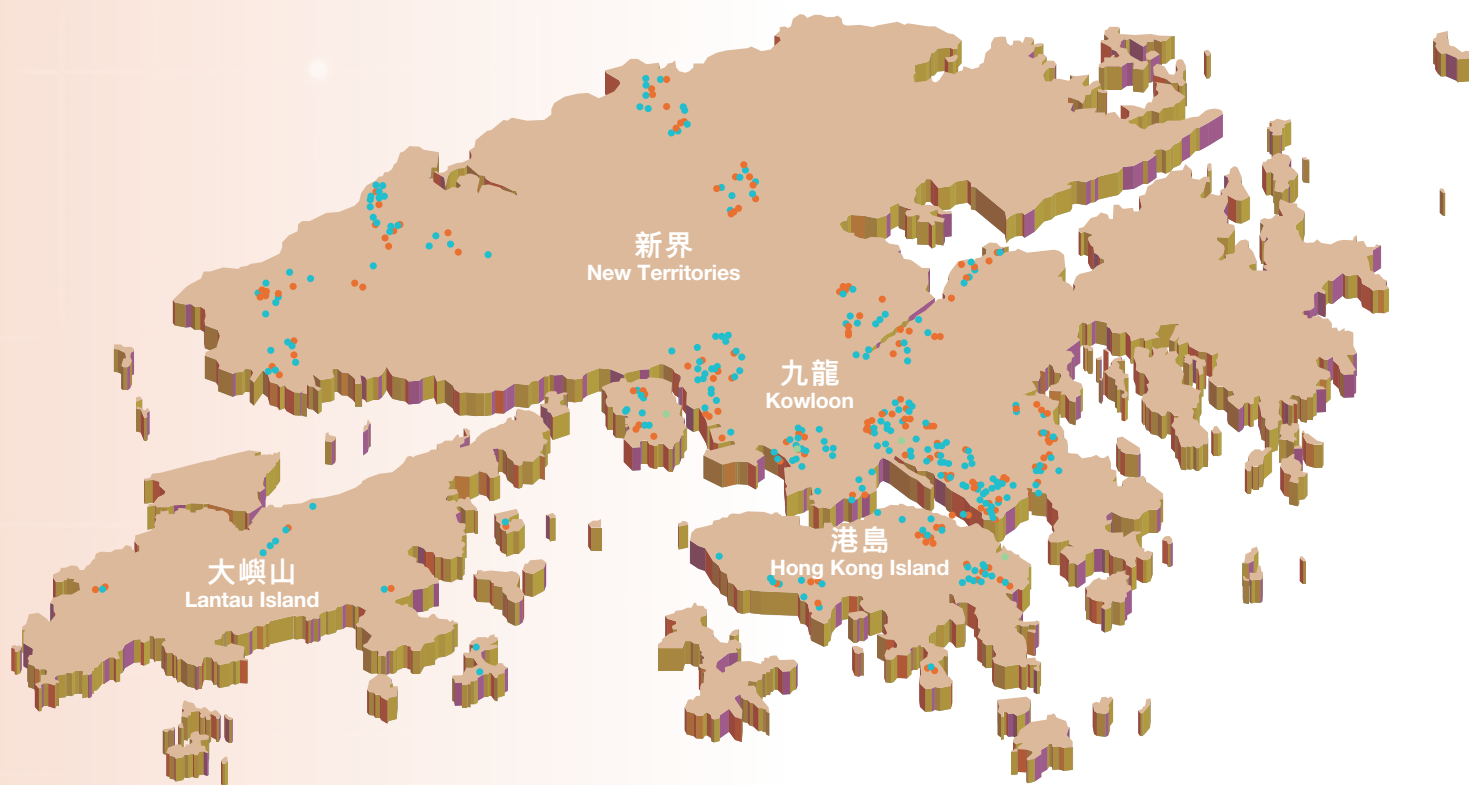 新界
New Territories
九龍
Kowloon
港島
Hong Kong Island
大嶼山
Lantau Island